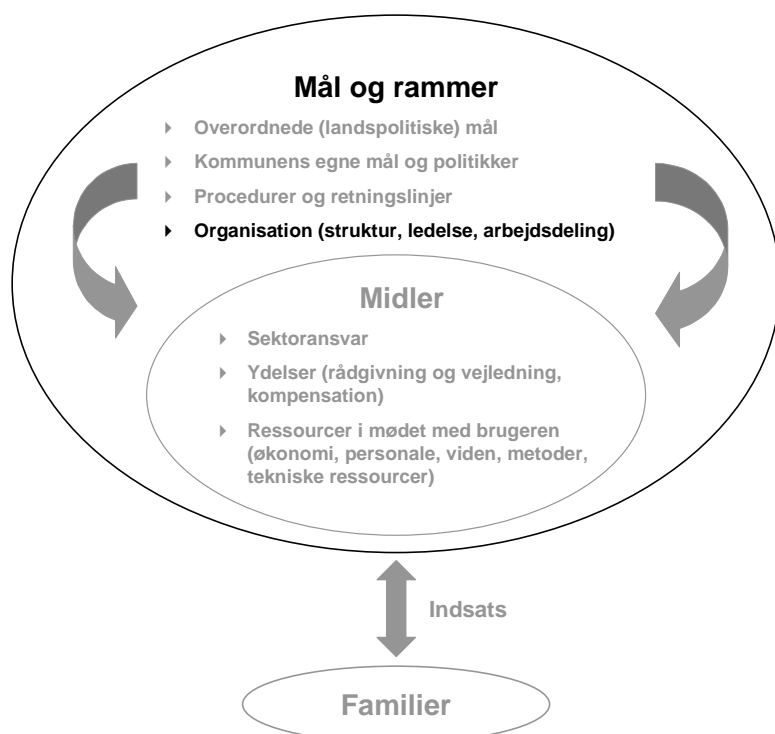 Mål og rammer
Overordnede (landspolitiske) mål
Kommunens egne mål og politikker
Procedurer og retningslinjer
Organisation (struktur, ledelse, arbejdsdeling)
Midler
Sektoransvar
Ydelser (rådgivning og vejledning,
kompensation)
Ressourcer i mødet med brugeren
(økonomi, personale, viden, metoder,
tekniske ressourcer)
Indsats
Familier